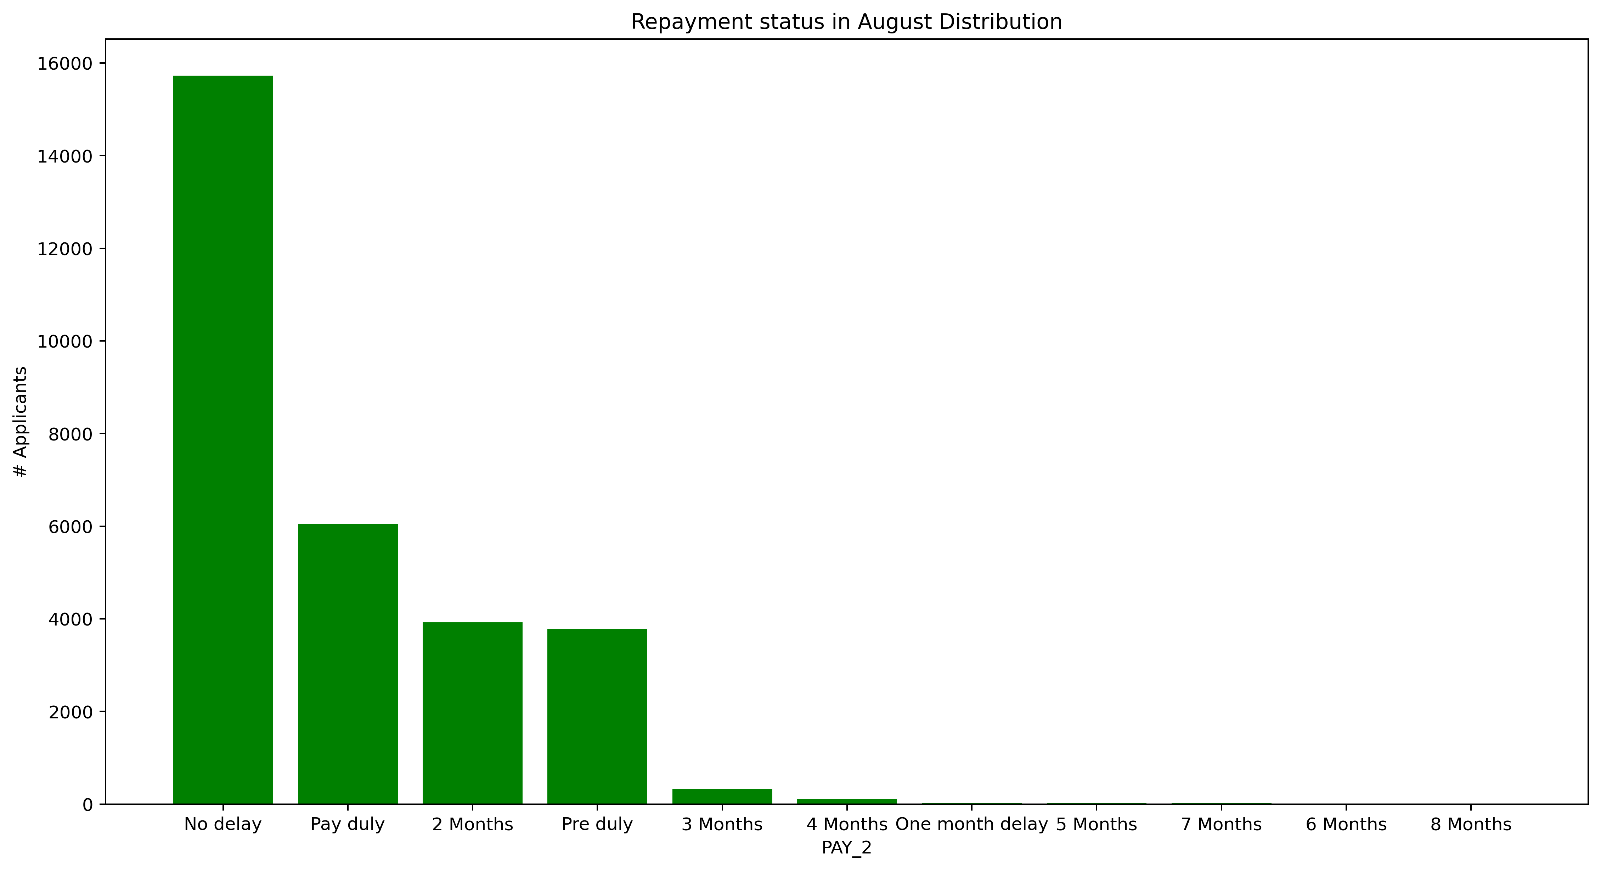 Repayment status in August Distribution
16000
14000
12000
10000
8000
6000
4000
2000
0
# Applicants
No delay Pay duly 2 Months Pre duly 3 Months 4 Months One month delay 5 Months 7 Months 6 Months 8 Months
PAY_2